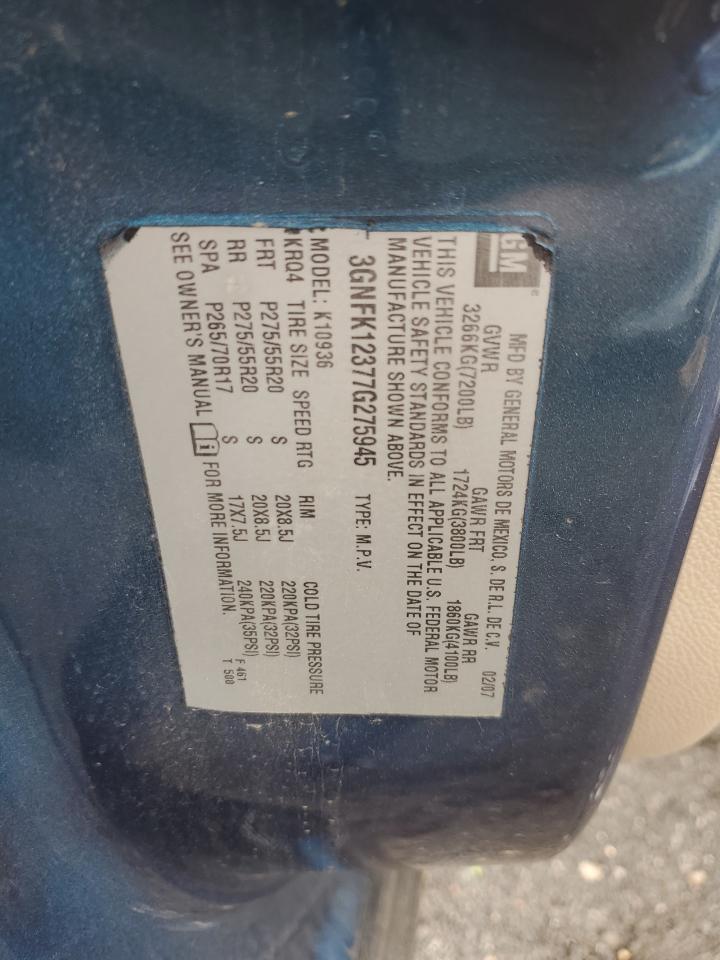 GM®
MFD BY GENERAL MOTORS DE MEXICO, S. DE R.L. DE C.V. 02/07
GVWR GAWR FRT GAWR RR
3266KG(7200LB) 1724KG(3800LB) 1860KG(4100LB)
THIS VEHICLE CONFORMS TO ALL APPLICABLE U.S. FEDERAL MOTOR
VEHICLE SAFETY STANDARDS IN EFFECT ON THE DATE OF
MANUFACTURE SHOWN ABOVE.
3GNFK12377G275945 TYPE: M.P.V.
MODEL: K10936
KRQ4 TIRE SIZE SPEED RTG RIM COLD TIRE PRESSURE
FRT P275/55R20 S 20X8.5J 220KPA(32PSI)
RR P275/55R20 S 20X8.5J 220KPA(32PSI)
SPA P265/70R17 S 17X7.5J 240KPA(35PSI)
SEE OWNER'S MANUAL FOR MORE INFORMATION.
F 461
T 500